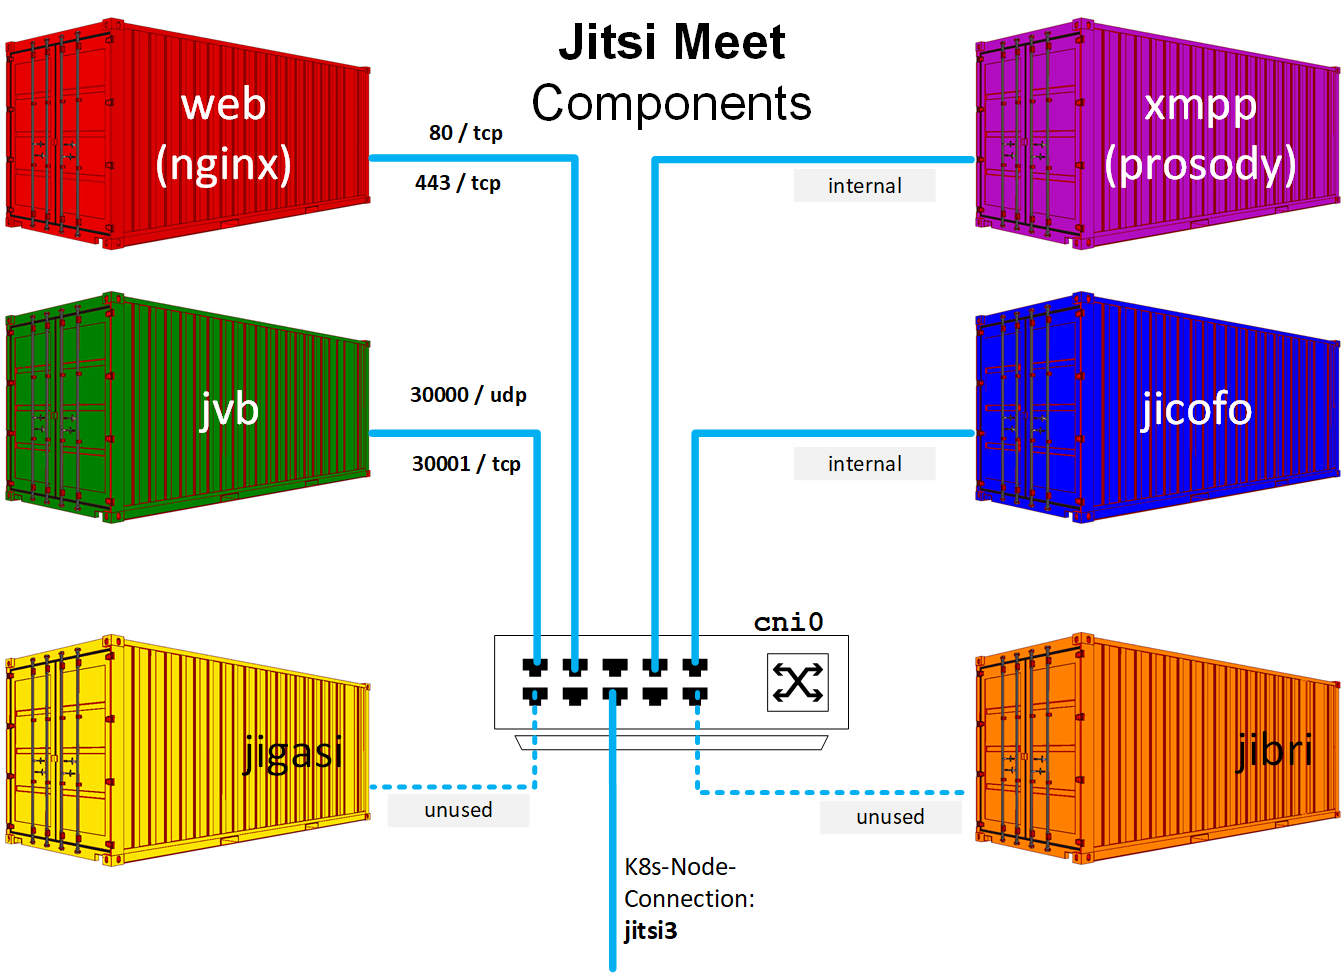 Jitsi Meet
Components
web
(nginx)
80 / tcp
443 / tcp
xmpp
(prosody)
internal
jvb
30000 / udp
30001 / tcp
jicofo
internal
cni0
jigasi
unused
jibri
unused
K8s-Node-
Connection:
jitsi3